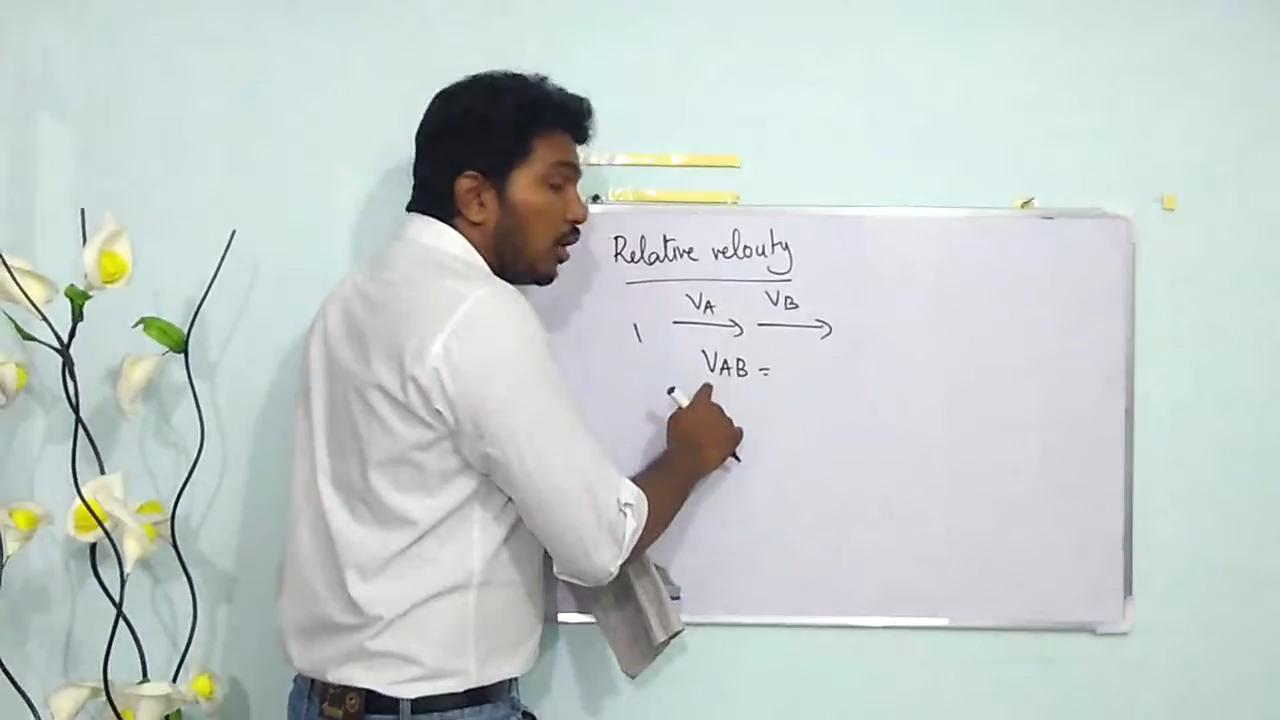 Relative velouty
VA VB
1 → →
VAB =